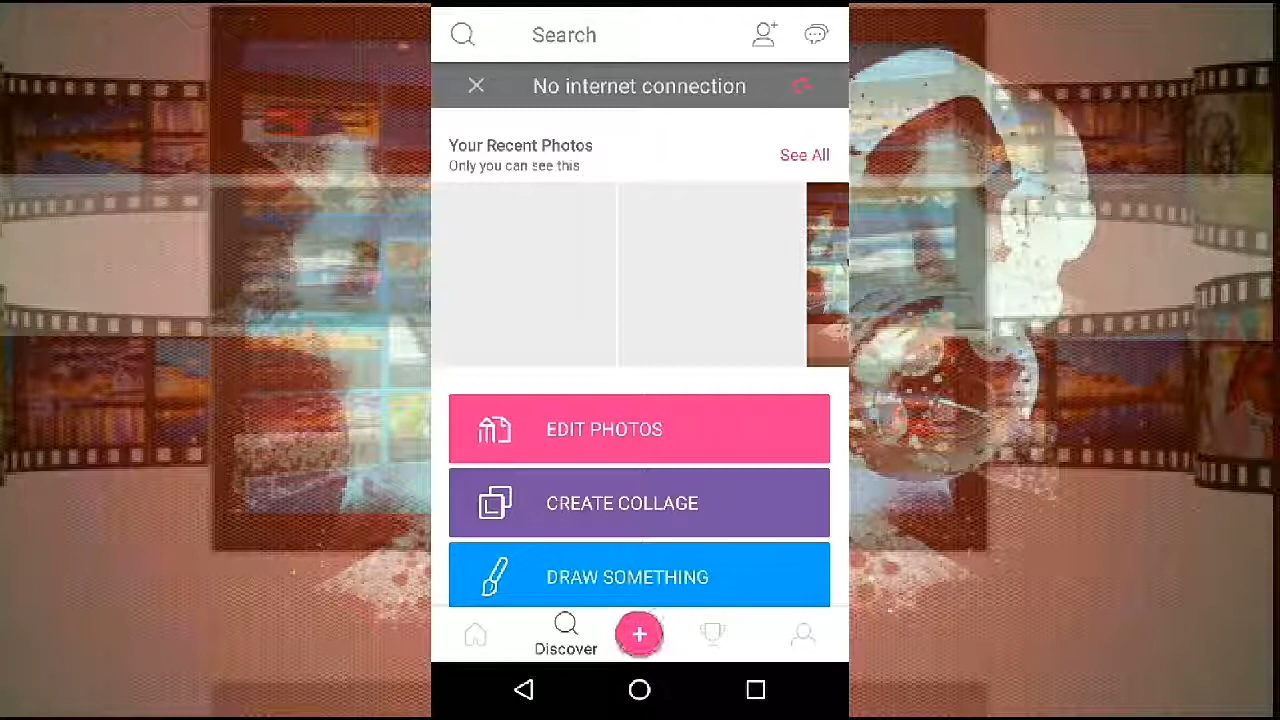 Search
No internet connection
Your Recent Photos
Only you can see this
See All
EDIT PHOTOS
CREATE COLLAGE
DRAW SOMETHING
Discover